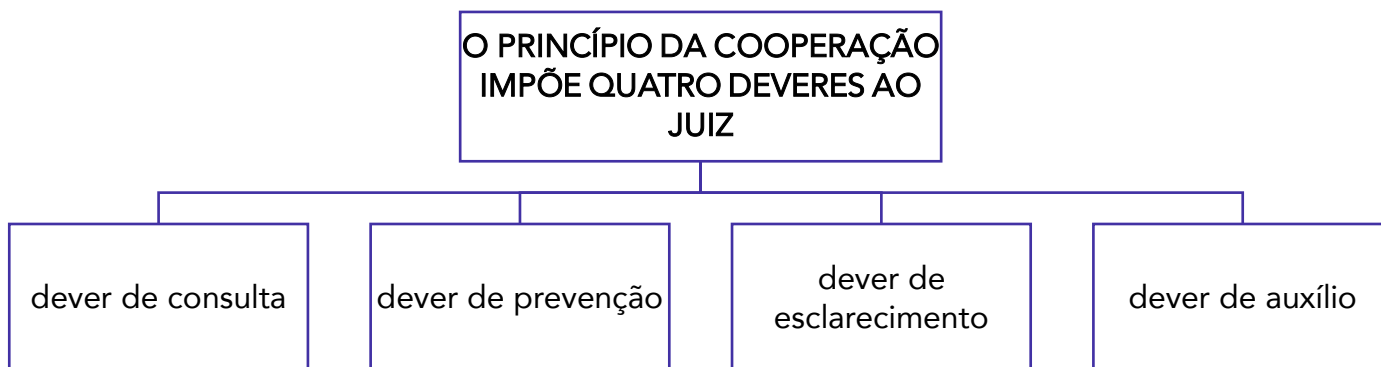 O PRINCÍPIO DA COOPERAÇÃO
IMPÕE QUATRO DEVERES AO
JUIZ
dever de consulta
dever de prevenção
dever de
esclarecimento
dever de auxílio